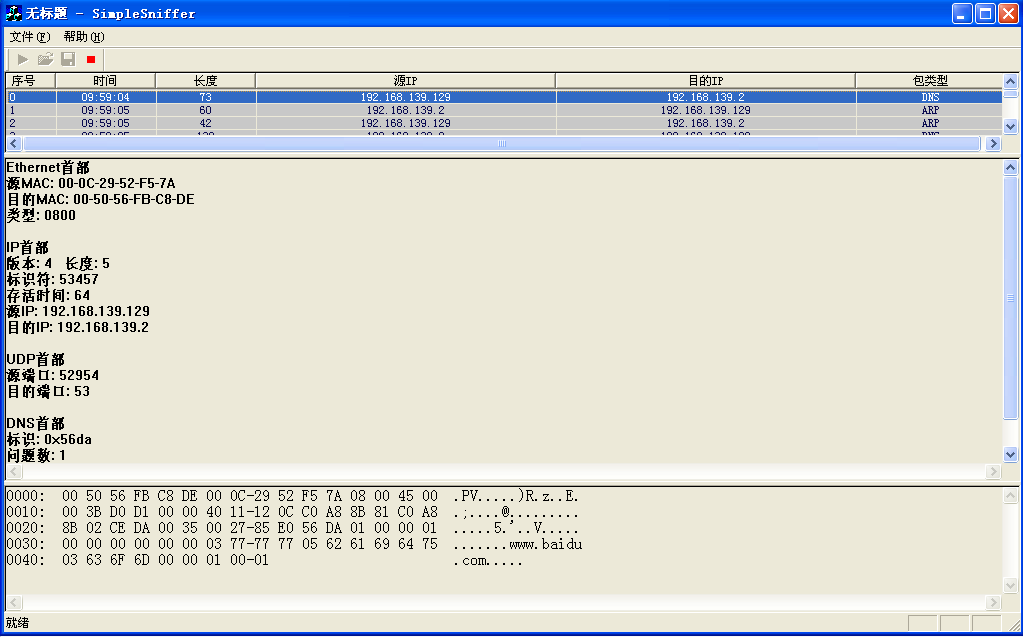 无标题 - SimpleSniffer
文件(F) 帮助(H)
序号 时间 长度 源IP 目的IP 包类型
0 09:59:04 73 192.168.139.129 192.168.139.2 DNS
1 09:59:05 60 192.168.139.2 192.168.139.129 ARP
2 09:59:05 42 192.168.139.129 192.168.139.2 ARP
Ethernet首部
源MAC: 00-0C-29-52-F5-7A
目的MAC: 00-50-56-FB-C8-DE
类型: 0800
IP首部
版本: 4 长度: 5
标识符: 53457
存活时间: 64
源IP: 192.168.139.129
目的IP: 192.168.139.2
UDP首部
源端口: 52954
目的端口: 53
DNS首部
标识: 0x56da
问题数: 1
0000: 00 50 56 FB C8 DE 00 0C-29 52 F5 7A 08 00 45 00 .PV.....)R.z..E.
0010: 00 3B D0 D1 00 00 40 11-12 0C C0 A8 8B 81 C0 A8 .;....@.........
0020: 8B 02 CE DA 00 35 00 27-85 E0 56 DA 01 00 00 01 .....5.'..V.....
0030: 00 00 00 00 00 00 03 77-77 77 05 62 61 69 64 75 .......www.baidu
0040: 03 63 6F 6D 00 00 01 00-01 .com.....
就绪